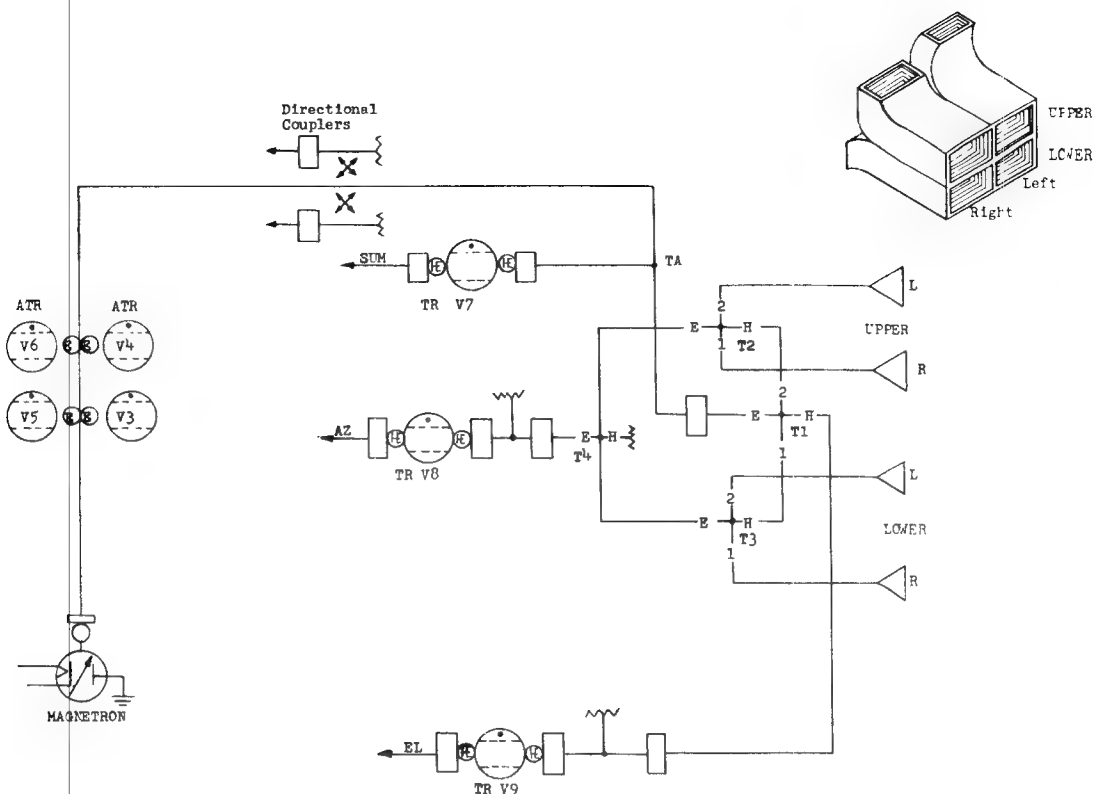 Directional
Couplers
UPPER
LOWER
Left
Right
SUM
TA
TR V7
L
2
E H
1 T2
UPPER
R
ATR ATR
V6 V4
V5 V3
2
E H
T1
1
AZ
E H
T4
TR V8
L
2
E H
T3
1
LOWER
R
MAGNETRON
EL
TR V9